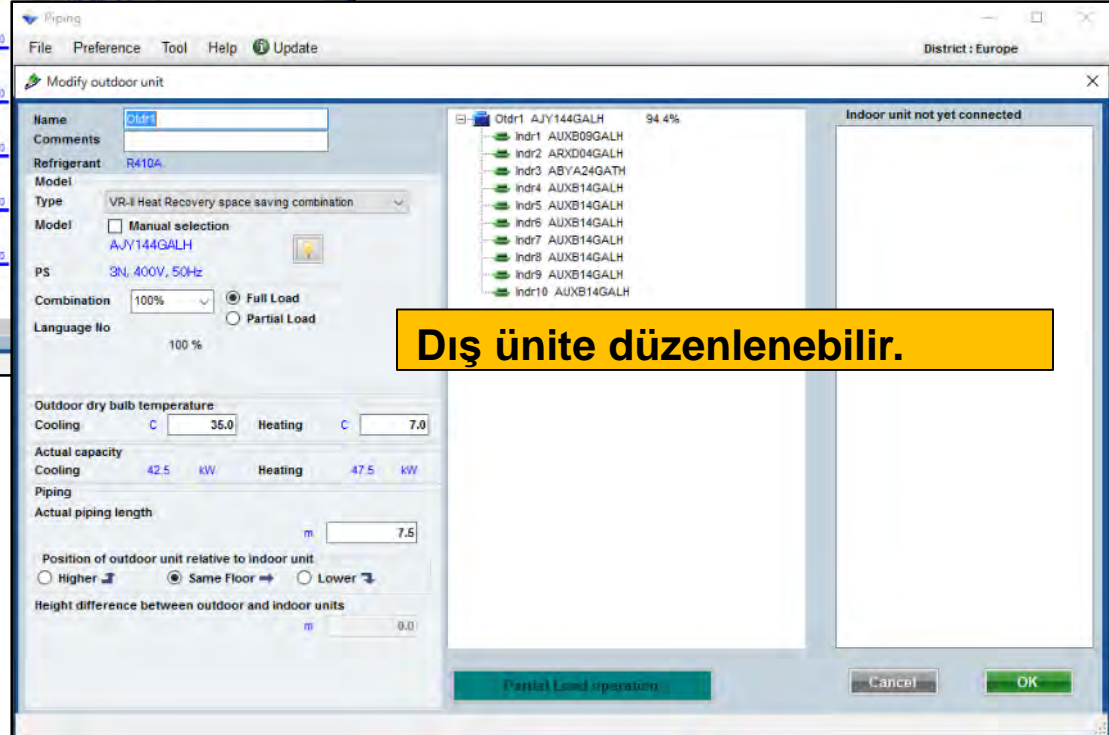 Piping
File Preference Tool Help Update District : Europe
Modify outdoor unit
Name Otdr1
Comments
Refrigerant R410A
Model
Type VR-II Heat Recovery space saving combination
Model Manual selection
AJY144GALH
PS 3N, 400V, 50Hz
Combination 100% Full Load
Partial Load
Language No
100 %
Outdoor dry bulb temperature
Cooling C 35.0 Heating C 7.0
Actual capacity
Cooling 42.5 kW Heating 47.5 kW
Piping
Actual piping length
m 7.5
Position of outdoor unit relative to indoor unit
Higher Same Floor Lower
Height difference between outdoor and indoor units
m 0.0
Otdr1 AJY144GALH 94.4%
Indr1 AUXB09GALH
Indr2 ARXD04GALH
Indr3 ABYA24GATH
Indr4 AUXB14GALH
Indr5 AUXB14GALH
Indr6 AUXB14GALH
Indr7 AUXB14GALH
Indr8 AUXB14GALH
Indr9 AUXB14GALH
Indr10 AUXB14GALH
Dış ünite düzenlenebilir.
Partial Load operation
Indoor unit not yet connected
Cancel OK